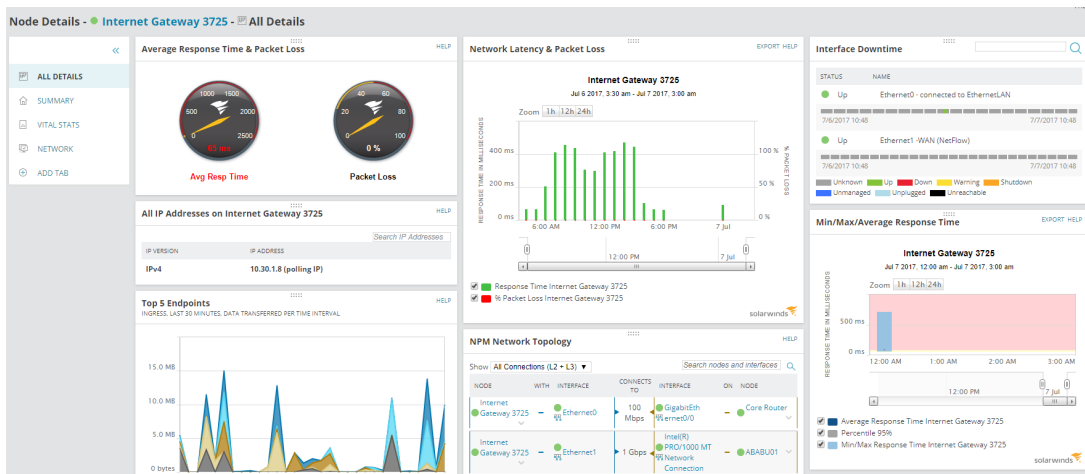 Node Details - Internet Gateway 3725 - All Details
«
ALL DETAILS
SUMMARY
VITAL STATS
NETWORK
ADD TAB
Average Response Time & Packet Loss
HELP
500 1000 1500 2000
0 2500
65 ms
Avg Resp Time
20 40 60 80
0 100
0 %
Packet Loss
All IP Addresses on Internet Gateway 3725
HELP
Search IP Addresses
IP VERSION IP ADDRESS
IPv4 10.30.1.8 (polling IP)
Top 5 Endpoints
HELP
INGRESS, LAST 30 MINUTES, DATA TRANSFERRED PER TIME INTERVAL
15.0 MB
10.0 MB
5.0 MB
0 bytes
Network Latency & Packet Loss
EXPORT HELP
Internet Gateway 3725
Jul 6 2017, 3:30 am - Jul 7 2017, 3:00 am
Zoom 1h 12h 24h
RESPONSE TIME IN MILLISECONDS
400 ms
200 ms
0 ms
% PACKET LOSS
100 %
50 %
0 %
6:00 AM 12:00 PM 6:00 PM 7 Jul
12:00 PM 7 Jul
Response Time Internet Gateway 3725
% Packet Loss Internet Gateway 3725
solarwinds
NPM Network Topology
HELP
Show All Connections (L2 + L3) ▼
Search nodes and interfaces
NODE WITH INTERFACE CONNECTS TO INTERFACE ON NODE
Internet Gateway 3725 – Ethernet0 100 Mbps GigabitEthernet0/0 – Core Router
Internet Gateway 3725 – Ethernet1 1 Gbps Intel(R) PRO/1000 MT Network Connection – ABABU01
Interface Downtime
STATUS NAME
Up Ethernet0 · connected to EthernetLAN
7/6/2017 10:48 7/7/2017 10:48
Up Ethernet1 -WAN (NetFlow)
7/6/2017 10:48 7/7/2017 10:48
Unknown Up Down Warning Shutdown
Unmanaged Unplugged Unreachable
Min/Max/Average Response Time
EXPORT HELP
Internet Gateway 3725
Jul 7 2017, 12:00 am - Jul 7 2017, 3:00 am
Zoom 1h 12h 24h
RESPONSE TIME IN MILLISECONDS
500 ms
0 ms
12:00 AM 1:00 AM 2:00 AM 3:00 AM
12:00 PM 7 Jul
Average Response Time Internet Gateway 3725
Percentile 95%
Min/Max Response Time Internet Gateway 3725
solarwinds